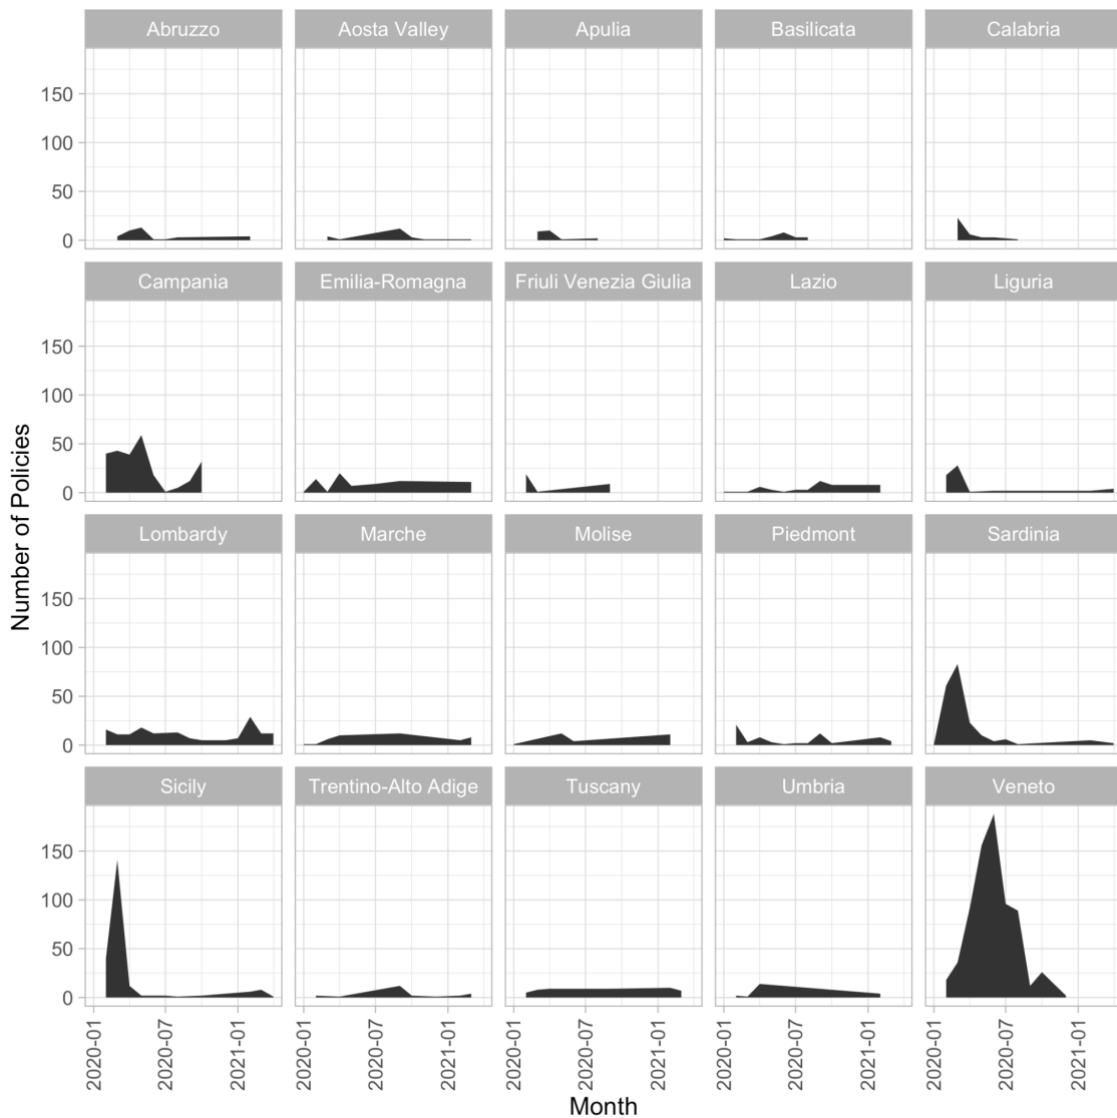 Abruzzo Aosta Valley Apulia Basilicata Calabria
150
100
50
0
Campania Emilia-Romagna Friuli Venezia Giulia Lazio Liguria
150
100
50
0
Number of Policies
Lombardy Marche Molise Piedmont Sardinia
150
100
50
0
Sicily Trentino-Alto Adige Tuscany Umbria Veneto
150
100
50
0
2020-01 2020-07 2021-01 2020-01 2020-07 2021-01 2020-01 2020-07 2021-01 2020-01 2020-07 2021-01 2020-01 2020-07 2021-01
Month